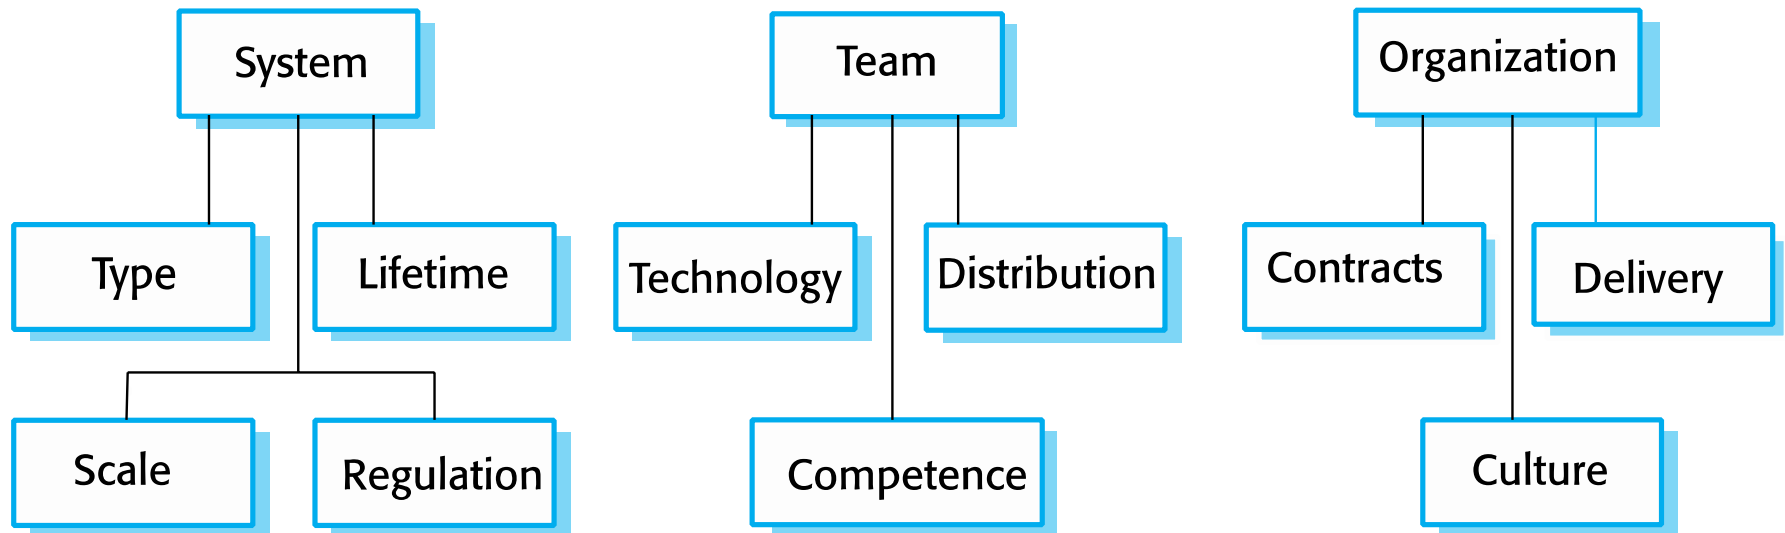 System
Team
Organization
Type
Lifetime
Technology
Distribution
Contracts
Delivery
Scale
Regulation
Competence
Culture